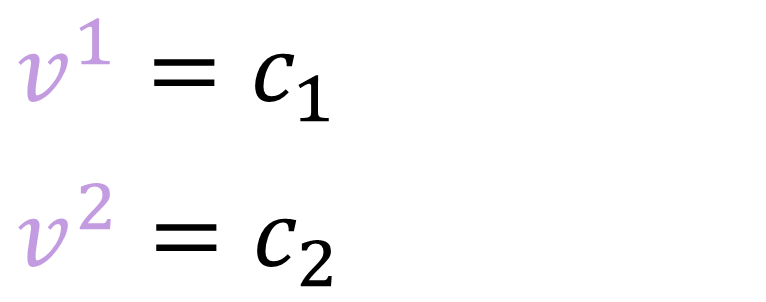 v¹ = c₁
v² = c₂